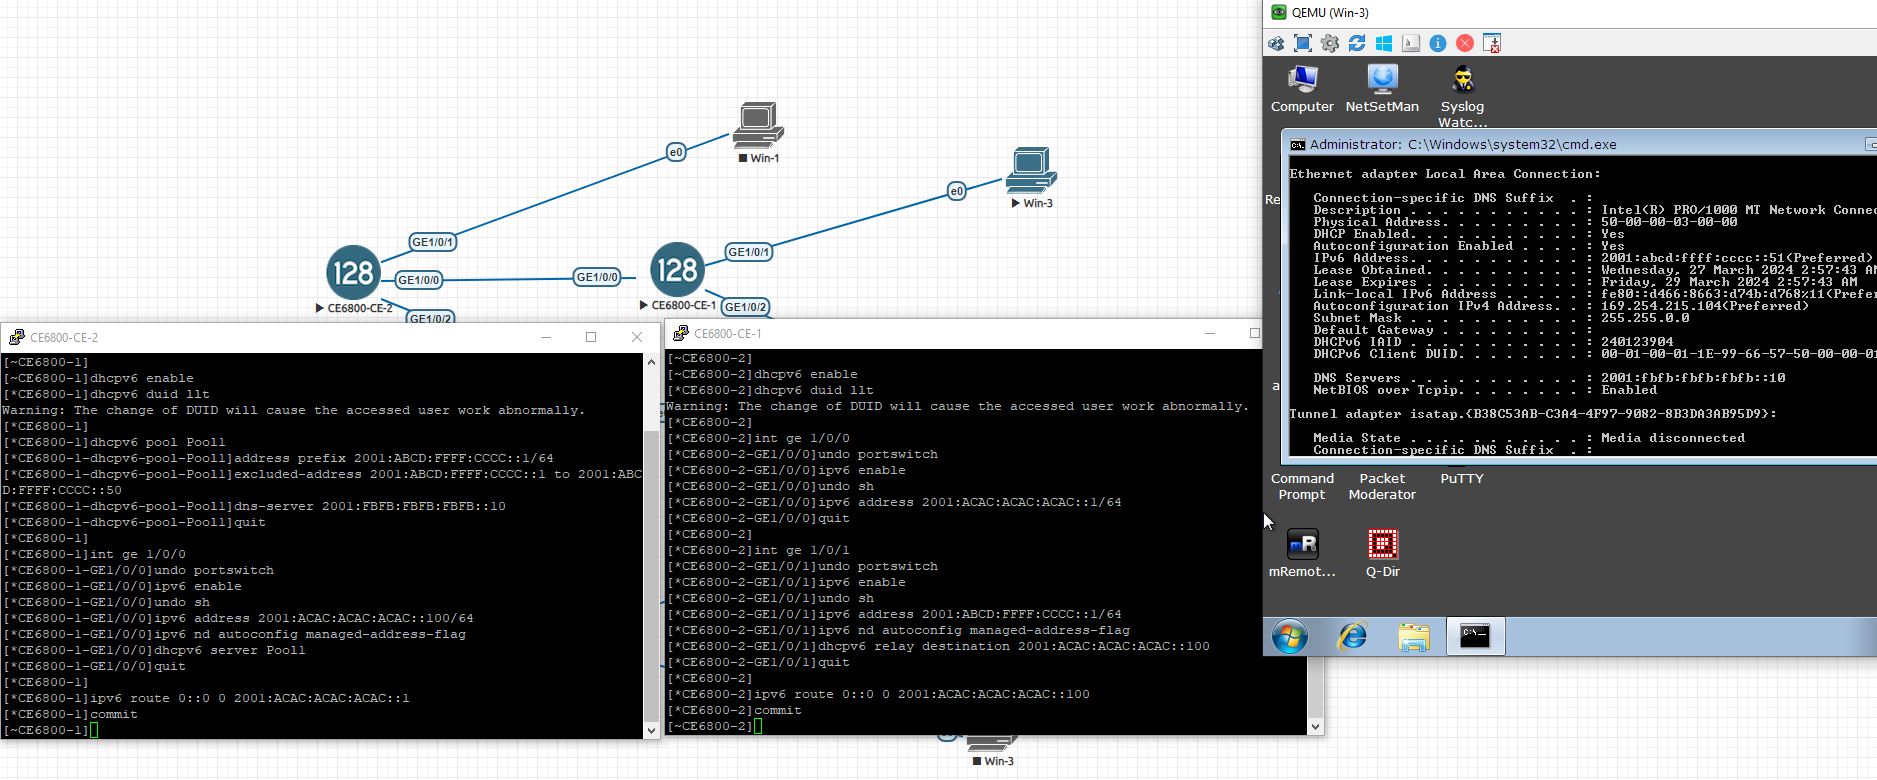 QEMU (Win-3)
Computer
NetSetMan
Syslog
Watc...
Re
e0
Win-1
e0
Win-3
GE1/0/1
128
GE1/0/0
CE6800-CE-2
GE1/0/2
GE1/0/0
128
GE1/0/1
CE6800-CE-1
GE1/0/2
Administrator: C:\Windows\system32\cmd.exe
Ethernet adapter Local Area Connection:
Connection-specific DNS Suffix . :
Description . . . . . . . . . . . : Intel(R) PRO/1000 MT Network Connec
Physical Address. . . . . . . . . : 50-00-00-03-00-00
DHCP Enabled. . . . . . . . . . . : Yes
Autoconfiguration Enabled . . . . : Yes
IPv6 Address. . . . . . . . . . . : 2001:abcd:ffff:cccc::51(Preferred)
Lease Obtained. . . . . . . . . . : Wednesday, 27 March 2024 2:57:43 AM
Lease Expires . . . . . . . . . . : Friday, 29 March 2024 2:57:43 AM
Link-local IPv6 Address . . . . . : fe80::d466:8663:d74b:d768%11(Prefer
Autoconfiguration IPv4 Address. . : 169.254.215.104(Preferred)
Subnet Mask . . . . . . . . . . . : 255.255.0.0
Default Gateway . . . . . . . . . :
DHCPv6 IAID . . . . . . . . . . . : 240123904
DHCPv6 Client DUID. . . . . . . . : 00-01-00-01-1E-99-66-57-50-00-00-01
DNS Servers . . . . . . . . . . . : 2001:fbfb:fbfb:fbfb::10
NetBIOS over Tcpip. . . . . . . . : Enabled
Tunnel adapter isatap.{B38C53AB-C3A4-4F97-9082-8B3DA3AB95D9}:
Media State . . . . . . . . . . . : Media disconnected
Connection-specific DNS Suffix . :
a
Command
Prompt
Packet
Moderator
PuTTY
mR
mRemot...
Q-Dir
CE6800-CE-2
[~CE6800-1]
[~CE6800-1]dhcpv6 enable
[*CE6800-1]dhcpv6 duid llt
Warning: The change of DUID will cause the accessed user work abnormally.
[*CE6800-1]
[*CE6800-1]dhcpv6 pool Pool1
[*CE6800-1-dhcpv6-pool-Pool1]address prefix 2001:ABCD:FFFF:CCCC::1/64
[*CE6800-1-dhcpv6-pool-Pool1]excluded-address 2001:ABCD:FFFF:CCCC::1 to 2001:ABC
D:FFFF:CCCC::50
[*CE6800-1-dhcpv6-pool-Pool1]dns-server 2001:FBFB:FBFB:FBFB::10
[*CE6800-1-dhcpv6-pool-Pool1]quit
[*CE6800-1]
[*CE6800-1]int ge 1/0/0
[*CE6800-1-GE1/0/0]undo portswitch
[*CE6800-1-GE1/0/0]ipv6 enable
[*CE6800-1-GE1/0/0]undo sh
[*CE6800-1-GE1/0/0]ipv6 address 2001:ACAC:ACAC:ACAC::100/64
[*CE6800-1-GE1/0/0]ipv6 nd autoconfig managed-address-flag
[*CE6800-1-GE1/0/0]dhcpv6 server Pool1
[*CE6800-1-GE1/0/0]quit
[*CE6800-1]
[*CE6800-1]ipv6 route 0::0 0 2001:ACAC:ACAC:ACAC::1
[*CE6800-1]commit
[~CE6800-1]
CE6800-CE-1
[~CE6800-2]
[~CE6800-2]dhcpv6 enable
[*CE6800-2]dhcpv6 duid llt
Warning: The change of DUID will cause the accessed user work abnormally.
[*CE6800-2]
[*CE6800-2]int ge 1/0/0
[*CE6800-2-GE1/0/0]undo portswitch
[*CE6800-2-GE1/0/0]ipv6 enable
[*CE6800-2-GE1/0/0]undo sh
[*CE6800-2-GE1/0/0]ipv6 address 2001:ACAC:ACAC:ACAC::1/64
[*CE6800-2-GE1/0/0]quit
[*CE6800-2]
[*CE6800-2]int ge 1/0/1
[*CE6800-2-GE1/0/1]undo portswitch
[*CE6800-2-GE1/0/1]ipv6 enable
[*CE6800-2-GE1/0/1]undo sh
[*CE6800-2-GE1/0/1]ipv6 address 2001:ABCD:FFFF:CCCC::1/64
[*CE6800-2-GE1/0/1]ipv6 nd autoconfig managed-address-flag
[*CE6800-2-GE1/0/1]dhcpv6 relay destination 2001:ACAC:ACAC:ACAC::100
[*CE6800-2-GE1/0/1]quit
[*CE6800-2]
[*CE6800-2]ipv6 route 0::0 0 2001:ACAC:ACAC:ACAC::100
[*CE6800-2]commit
[~CE6800-2]
Win-3